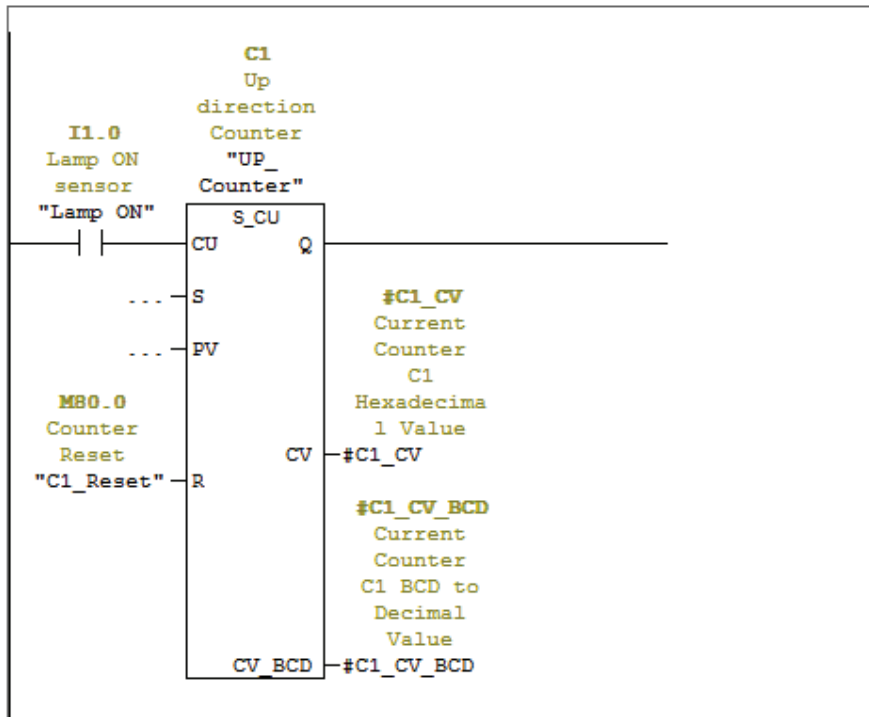 C1
Up
direction
Counter
"UP_
Counter"
I1.0
Lamp ON
sensor
"Lamp ON"
S_CU
CU
Q
...
S
...
PV
#C1_CV
Current
Counter
C1
Hexadecima
l Value
CV
#C1_CV
M80.0
Counter
Reset
"C1_Reset"
R
#C1_CV_BCD
Current
Counter
C1 BCD to
Decimal
Value
CV_BCD
#C1_CV_BCD